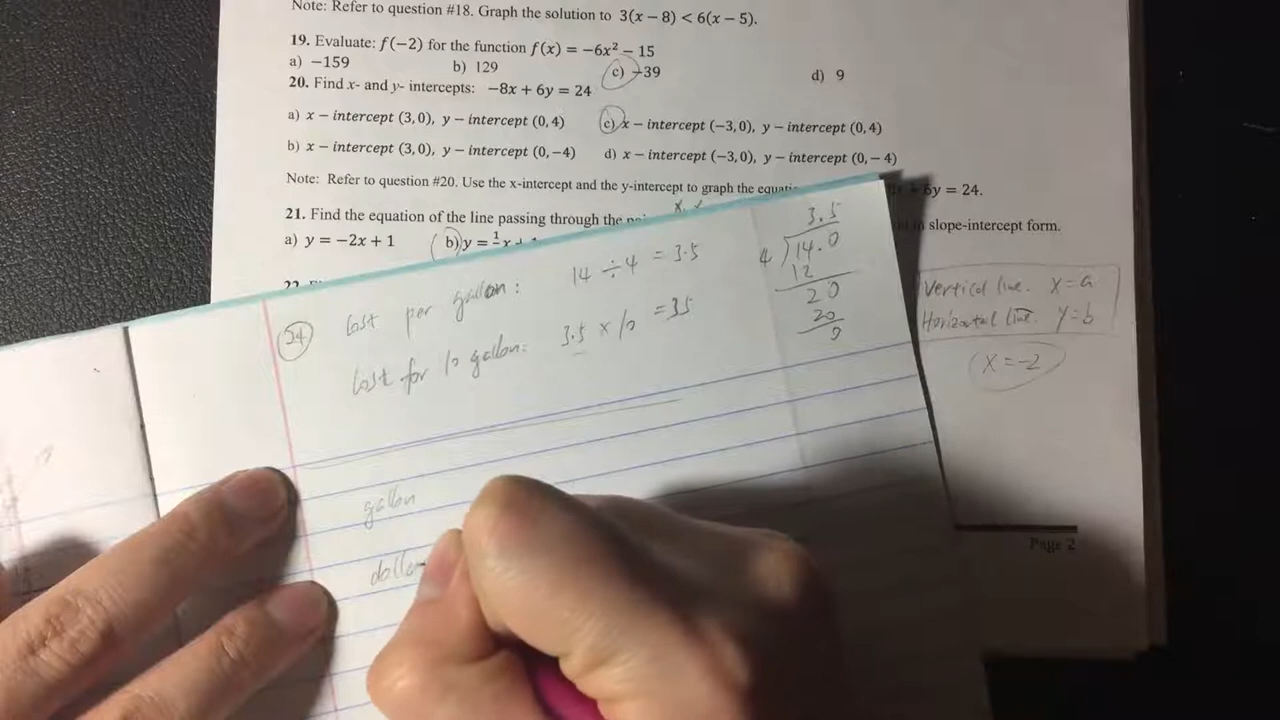 Note: Refer to question #18. Graph the solution to 3(x − 8) < 6(x − 5).
19. Evaluate: f(−2) for the function f(x) = −6x² − 15
a) −159 b) 129 c) −39 d) 9
20. Find x- and y- intercepts: −8x + 6y = 24
a) x − intercept (3, 0), y − intercept (0, 4) c) x − intercept (−3, 0), y − intercept (0, 4)
b) x − intercept (3, 0), y − intercept (0, −4) d) x − intercept (−3, 0), y − intercept (0, − 4)
Note: Refer to question #20. Use the x-intercept and the y-intercept to graph the 6y = 24.
21. Find the equation of the line passing through the slope-intercept form.
a) y = −2x + 1 b) y = ½x
22.
24 Cost per gallon: 14 ÷ 4 = 3.5
Cost for 10 gallon: 3.5 × 10 = 35
3.5
4 14.0
12
20
20
0
Vertical line. x = a
Horizontal line. y = b
x = −2
gallon
dollar
Page 2